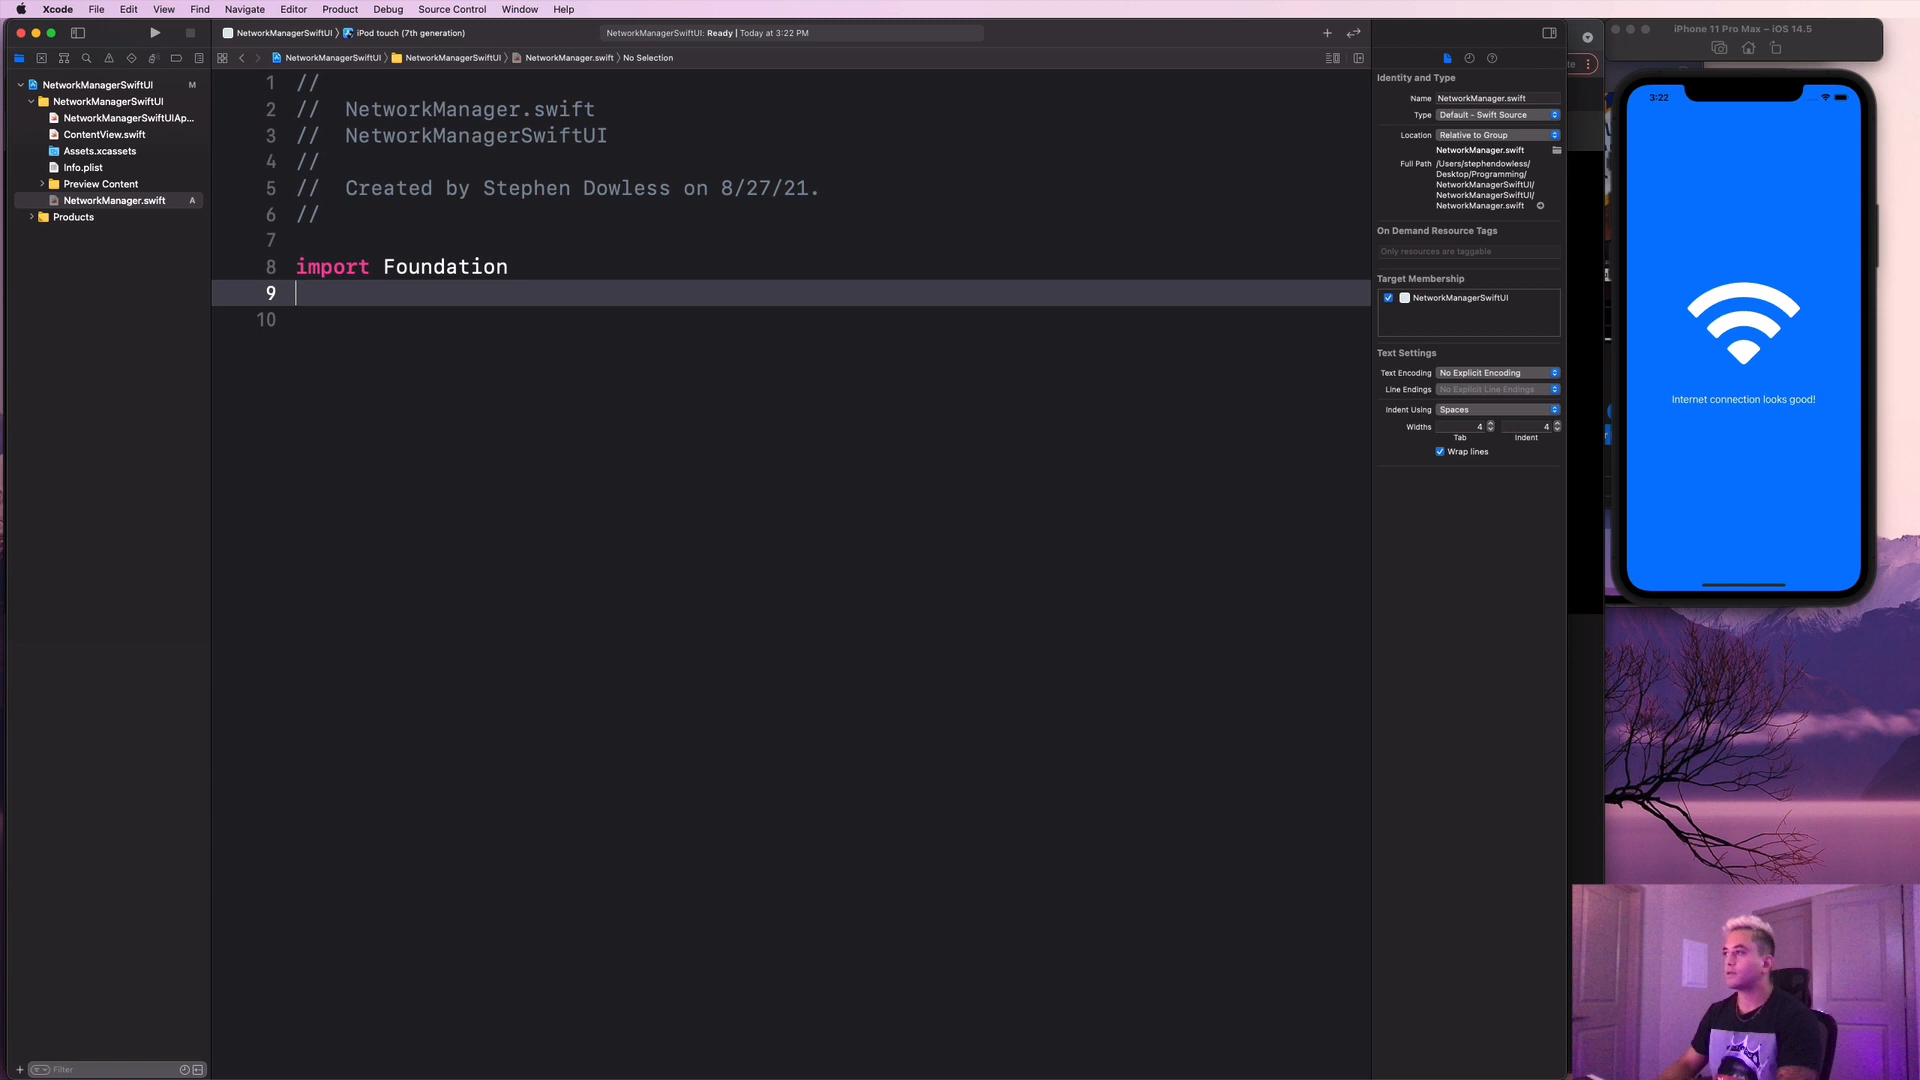 Xcode File Edit View Find Navigate Editor Product Debug Source Control Window Help
NetworkManagerSwiftUI 〉 iPod touch (7th generation)
NetworkManagerSwiftUI: Ready | Today at 3:22 PM
NetworkManagerSwiftUI 〉 NetworkManagerSwiftUI 〉 NetworkManager.swift 〉 No Selection
NetworkManagerSwiftUI M
NetworkManagerSwiftUI
NetworkManagerSwiftUIAp...
ContentView.swift
Assets.xcassets
Info.plist
Preview Content
NetworkManager.swift A
Products
Filter
1 //
2 //  NetworkManager.swift
3 //  NetworkManagerSwiftUI
4 //
5 //  Created by Stephen Dowless on 8/27/21.
6 //
7
8 import Foundation
9
10
Identity and Type
Name NetworkManager.swift
Type Default - Swift Source
Location Relative to Group
NetworkManager.swift
Full Path /Users/stephendowless/
Desktop/Programming/
NetworkManagerSwiftUI/
NetworkManagerSwiftUI/
NetworkManager.swift
On Demand Resource Tags
Only resources are taggable
Target Membership
NetworkManagerSwiftUI
Text Settings
Text Encoding No Explicit Encoding
Line Endings No Explicit Line Endings
Indent Using Spaces
Widths 4 4
Tab Indent
Wrap lines
iPhone 11 Pro Max – iOS 14.5
3:22
Internet connection looks good!